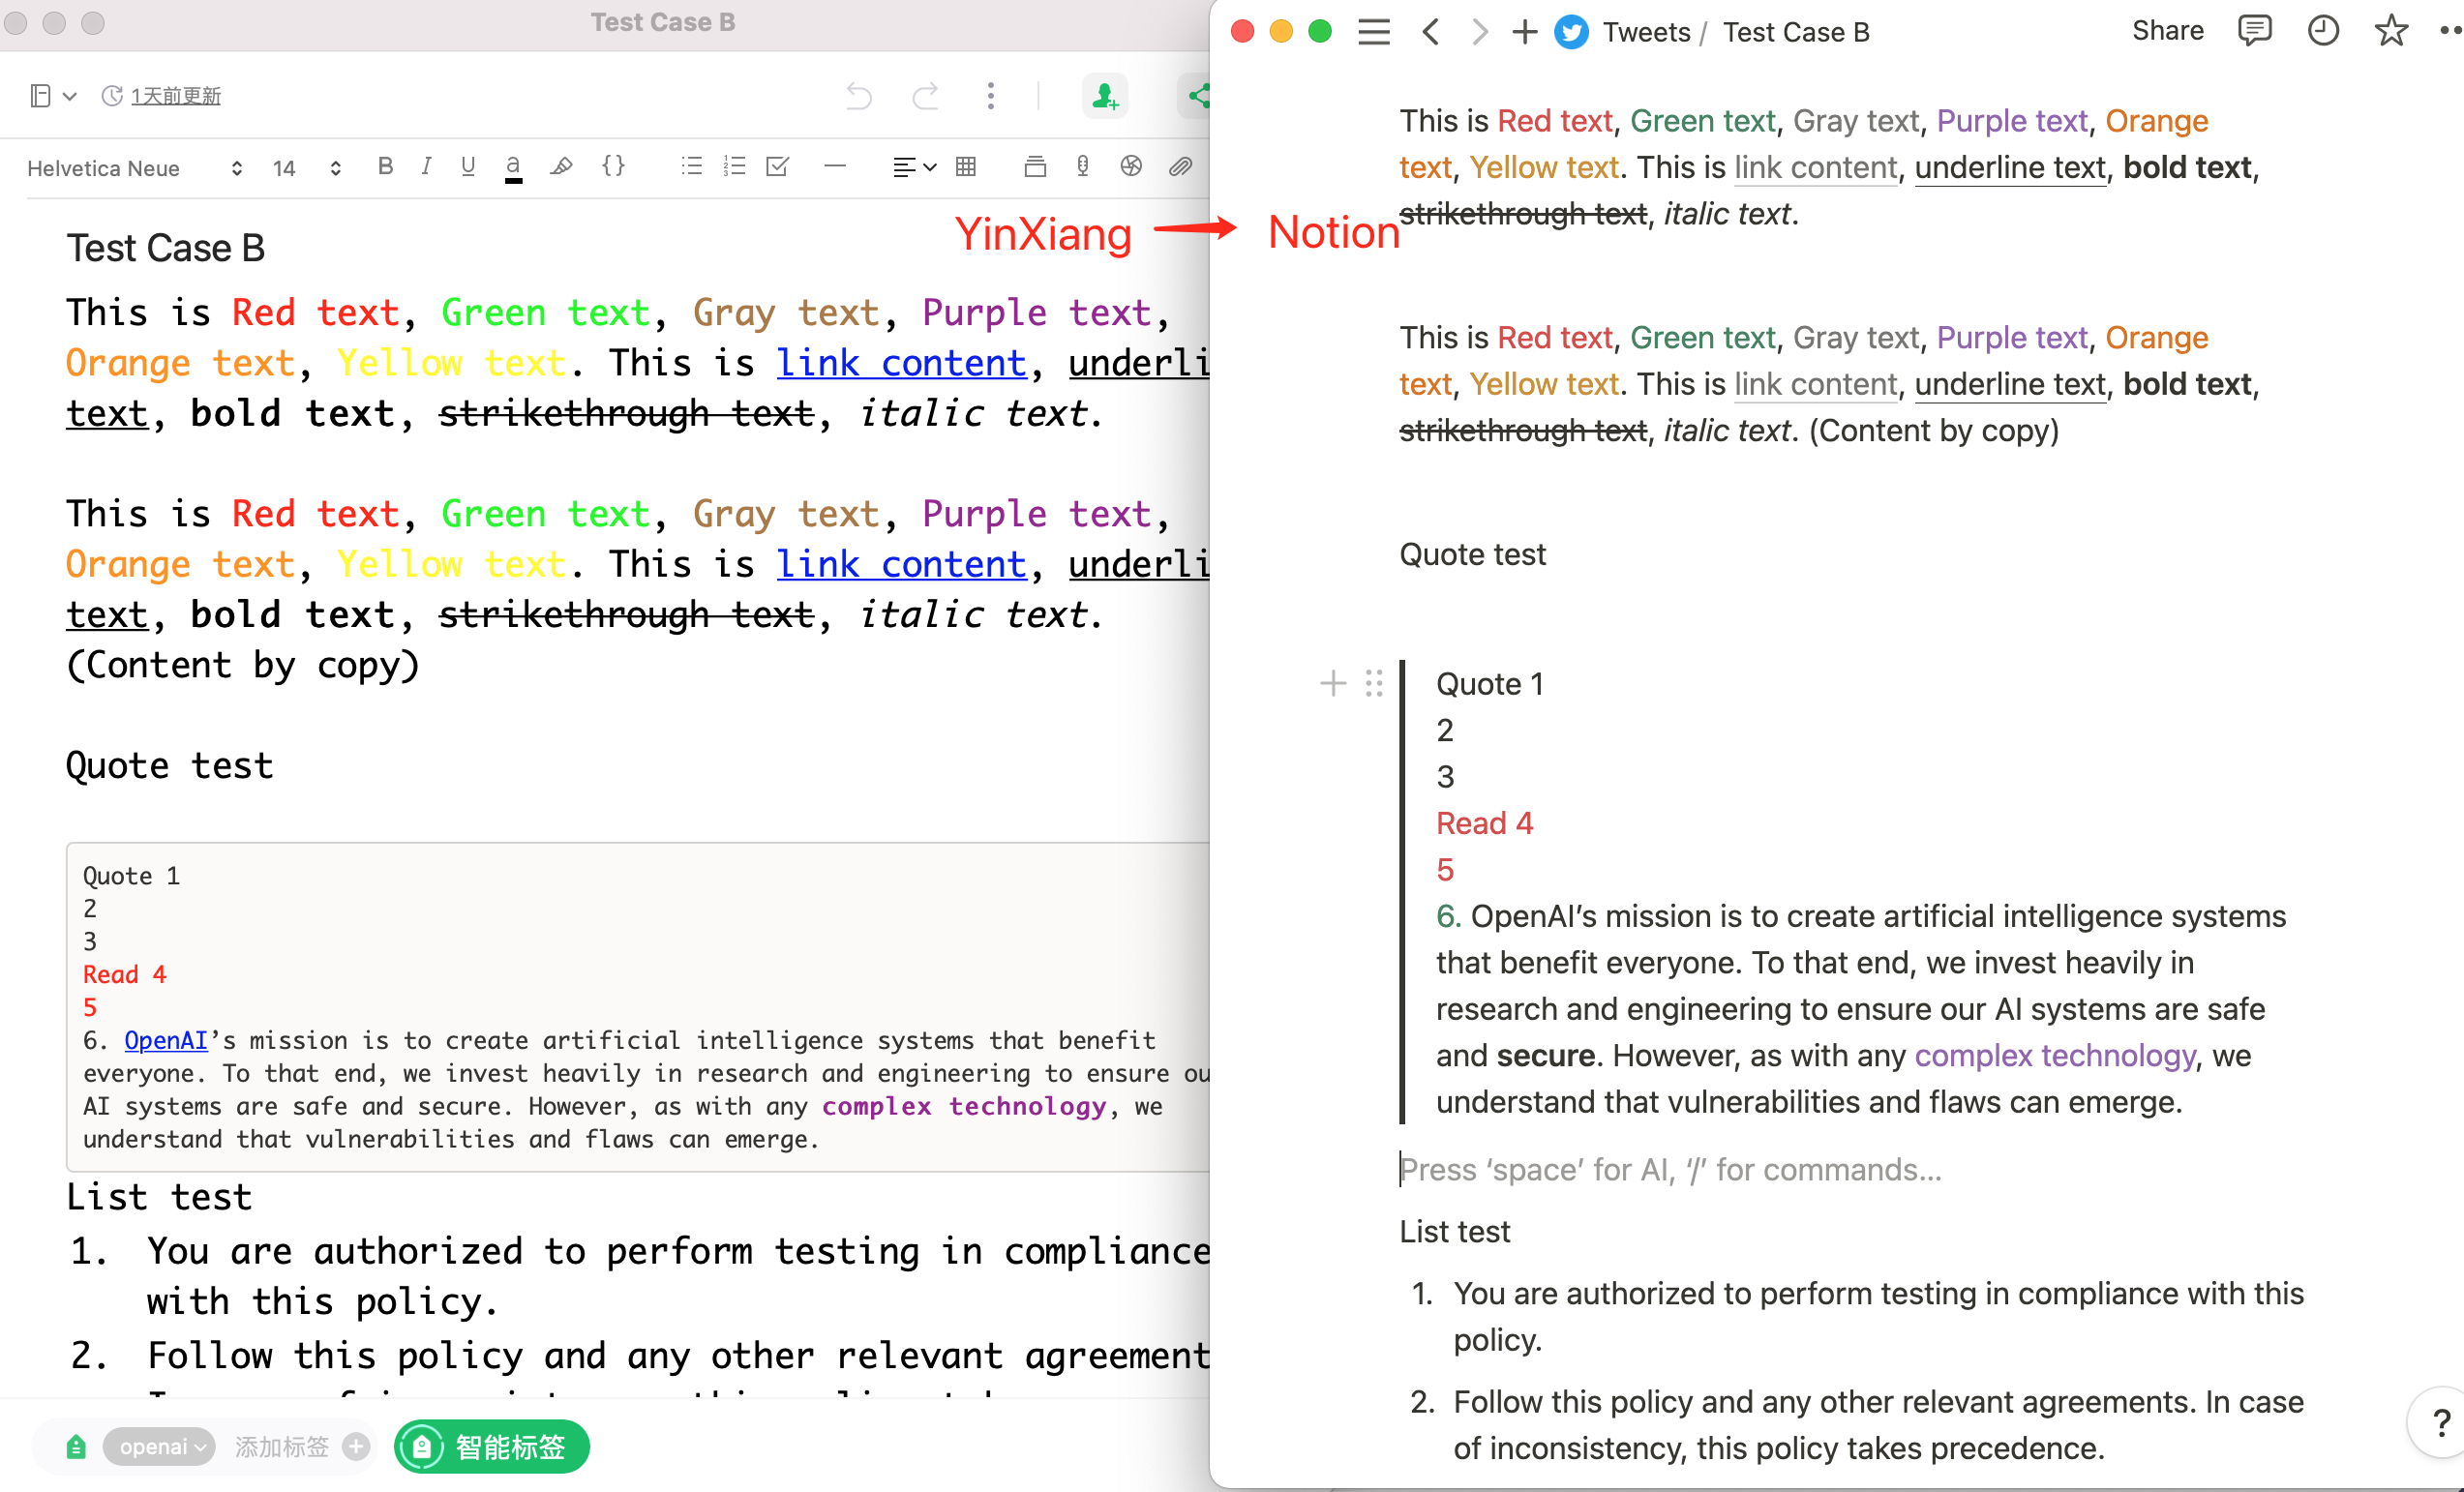 Test Case B
1天前更新
Helvetica Neue
14
B I U a {}
Test Case B
This is Red text, Green text, Gray text, Purple text,
Orange text, Yellow text. This is link content, underli
text, bold text, strikethrough text, italic text.
This is Red text, Green text, Gray text, Purple text,
Orange text, Yellow text. This is link content, underli
text, bold text, strikethrough text, italic text.
(Content by copy)
Quote test
Quote 1
2
3
Read 4
5
6. OpenAI’s mission is to create artificial intelligence systems that benefit
everyone. To that end, we invest heavily in research and engineering to ensure ou
AI systems are safe and secure. However, as with any complex technology, we
understand that vulnerabilities and flaws can emerge.
List test
1. You are authorized to perform testing in compliance
with this policy.
2. Follow this policy and any other relevant agreement
openai
添加标签
智能标签
YinXiang
Notion
Tweets / Test Case B
Share
This is Red text, Green text, Gray text, Purple text, Orange
text, Yellow text. This is link content, underline text, bold text,
strikethrough text, italic text.
This is Red text, Green text, Gray text, Purple text, Orange
text, Yellow text. This is link content, underline text, bold text,
strikethrough text, italic text. (Content by copy)
Quote test
Quote 1
2
3
Read 4
5
6. OpenAI’s mission is to create artificial intelligence systems
that benefit everyone. To that end, we invest heavily in
research and engineering to ensure our AI systems are safe
and secure. However, as with any complex technology, we
understand that vulnerabilities and flaws can emerge.
Press ‘space’ for AI, ‘/’ for commands...
List test
1. You are authorized to perform testing in compliance with this
policy.
2. Follow this policy and any other relevant agreements. In case
of inconsistency, this policy takes precedence.
?